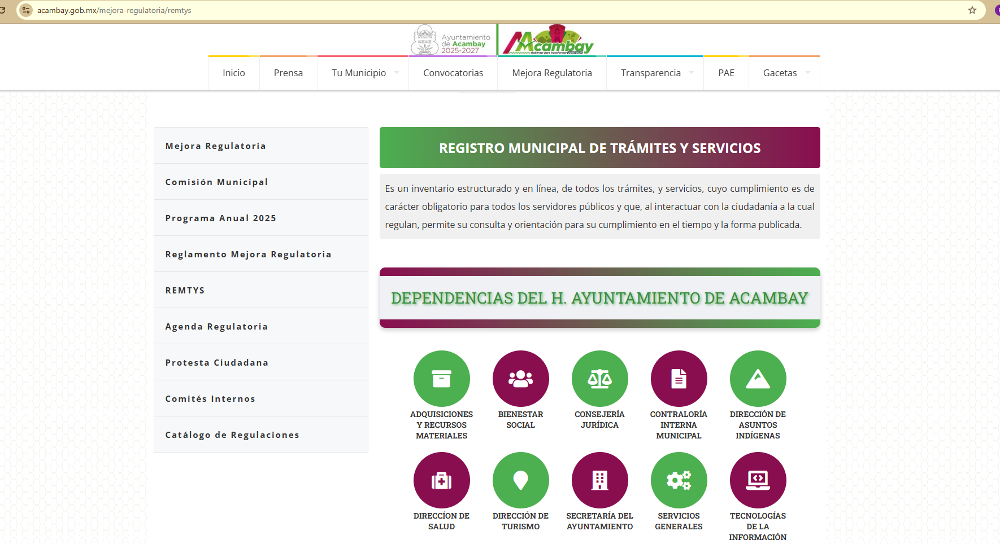 acambay.gob.mx/mejora-regulatoria/remtys
Ayuntamiento
de Acambay
2025-2027
Acambay
Gobernar para transformar 2025-2027
Inicio
Prensa
Tu Municipio
Convocatorias
Mejora Regulatoria
Transparencia
PAE
Gacetas
Mejora Regulatoria
Comisión Municipal
Programa Anual 2025
Reglamento Mejora Regulatoria
REMTYS
Agenda Regulatoria
Protesta Ciudadana
Comités Internos
Catálogo de Regulaciones
REGISTRO MUNICIPAL DE TRÁMITES Y SERVICIOS
Es un inventario estructurado y en línea, de todos los trámites, y servicios, cuyo cumplimiento es de
carácter obligatorio para todos los servidores públicos y que, al interactuar con la ciudadanía a la cual
regulan, permite su consulta y orientación para su cumplimiento en el tiempo y la forma publicada.
DEPENDENCIAS DEL H. AYUNTAMIENTO DE ACAMBAY
ADQUISICIONES
Y RECURSOS
MATERIALES
BIENESTAR
SOCIAL
CONSEJERÍA
JURÍDICA
CONTRALORÍA
INTERNA
MUNICIPAL
DIRECCIÓN DE
ASUNTOS
INDÍGENAS
DIRECCÍON DE
SALUD
DIRECCIÓN DE
TURISMO
SECRETARÍA DEL
AYUNTAMIENTO
SERVICIOS
GENERALES
TECNOLOGÍAS
DE LA
INFORMACIÓN